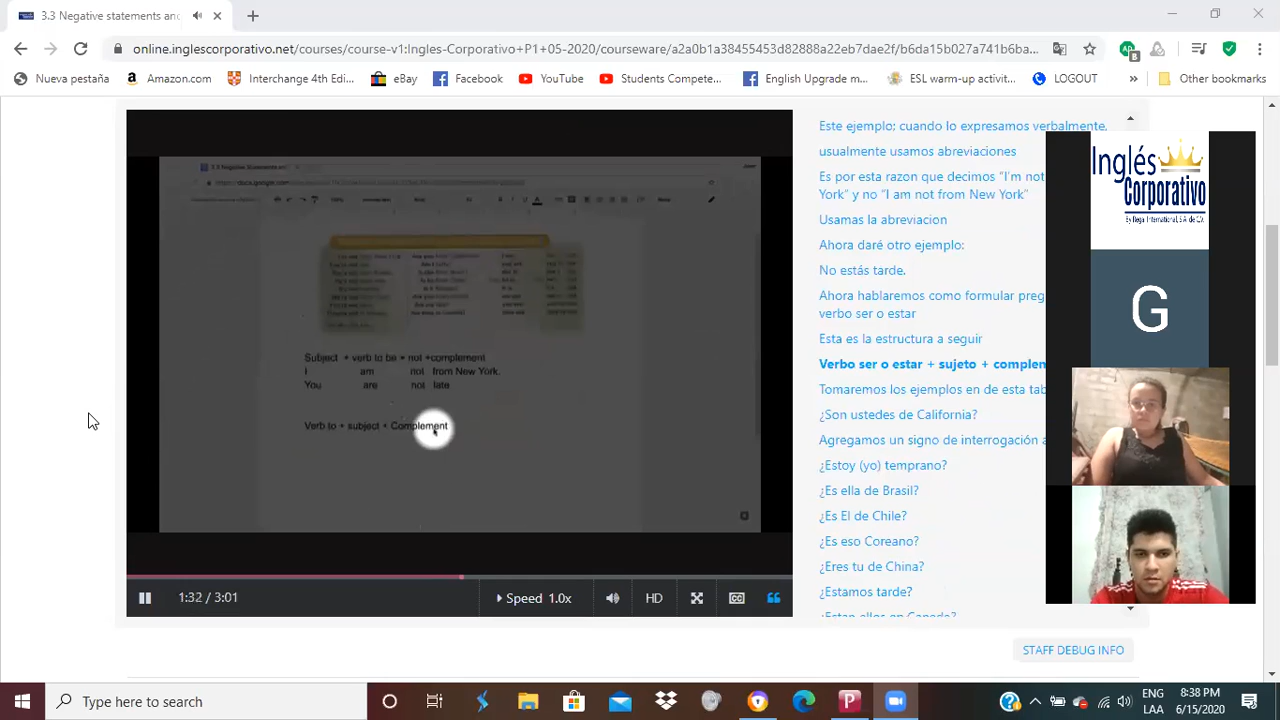 3.3 Negative statements and
online.inglescorporativo.net/courses/course-v1:Ingles-Corporativo+P1+05-2020/courseware/a2a0b1a38455453d82888a22eb7dae2f/b6da15b027a741b6ba...
Nueva pestaña
Amazon.com
Interchange 4th Edi...
eBay
Facebook
YouTube
Students Compete...
English Upgrade m...
ESL warm-up activit...
LOGOUT
Other bookmarks
Subject + verb to be + not +complement
I am not from New York.
You are not late
Verb to + subject + Complement
1:32 / 3:01
Speed 1.0x
HD
Este ejemplo; cuando lo expresamos verbalmente,
usualmente usamos abreviaciones
Es por esta razon que decimos “I’m not
York” y no “I am not from New York”
Usamas la abreviacion
Ahora daré otro ejemplo:
No estás tarde.
Ahora hablaremos como formular preg
verbo ser o estar
Esta es la estructura a seguir
Verbo ser o estar + sujeto + complem
Tomaremos los ejemplos en de esta tab
¿Son ustedes de California?
Agregamos un signo de interrogación a
¿Estoy (yo) temprano?
¿Es ella de Brasil?
¿Es El de Chile?
¿Es eso Coreano?
¿Eres tu de China?
¿Estamos tarde?
Inglés
Corporativo
By Regal International, S.A. de C.V.
G
STAFF DEBUG INFO
Type here to search
ENG
LAA
8:38 PM
6/15/2020